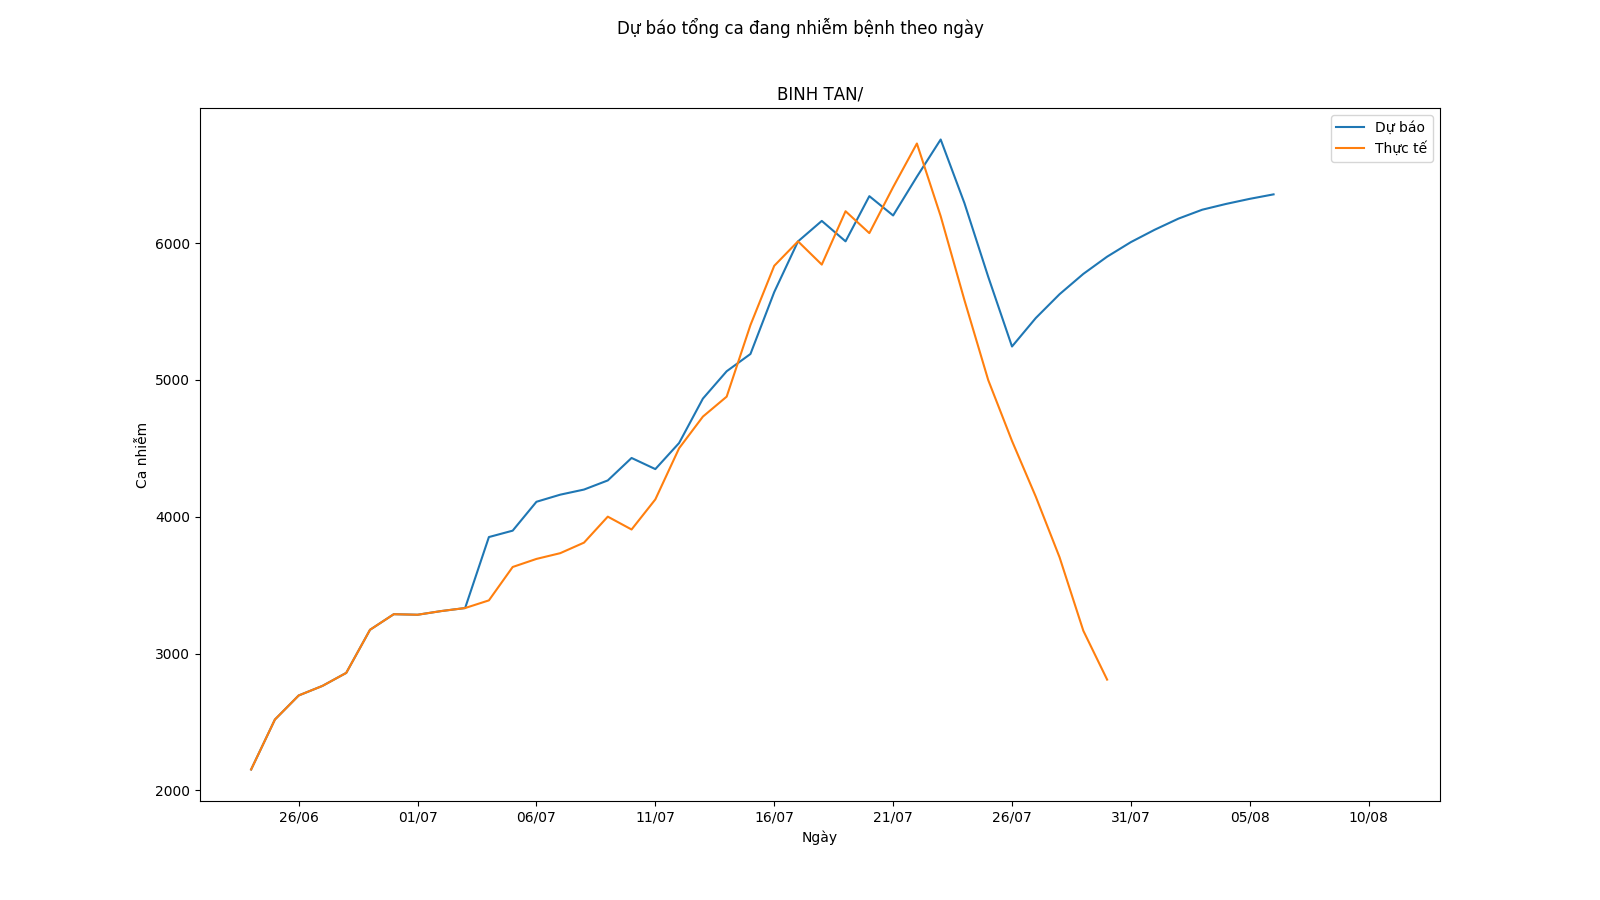 Dự báo tổng ca đang nhiễm bệnh theo ngày
BINH TAN/
Dự báo
Thực tế
6000
5000
4000
3000
2000
Ca nhiễm
26/06
01/07
06/07
11/07
16/07
21/07
26/07
31/07
05/08
10/08
Ngày